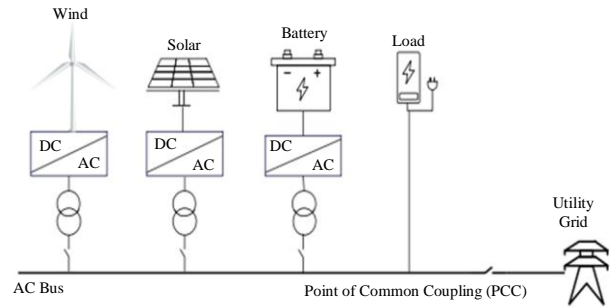 Wind
Solar
Battery
Load
DC
AC
DC
AC
DC
AC
Utility
Grid
AC Bus
Point of Common Coupling (PCC)